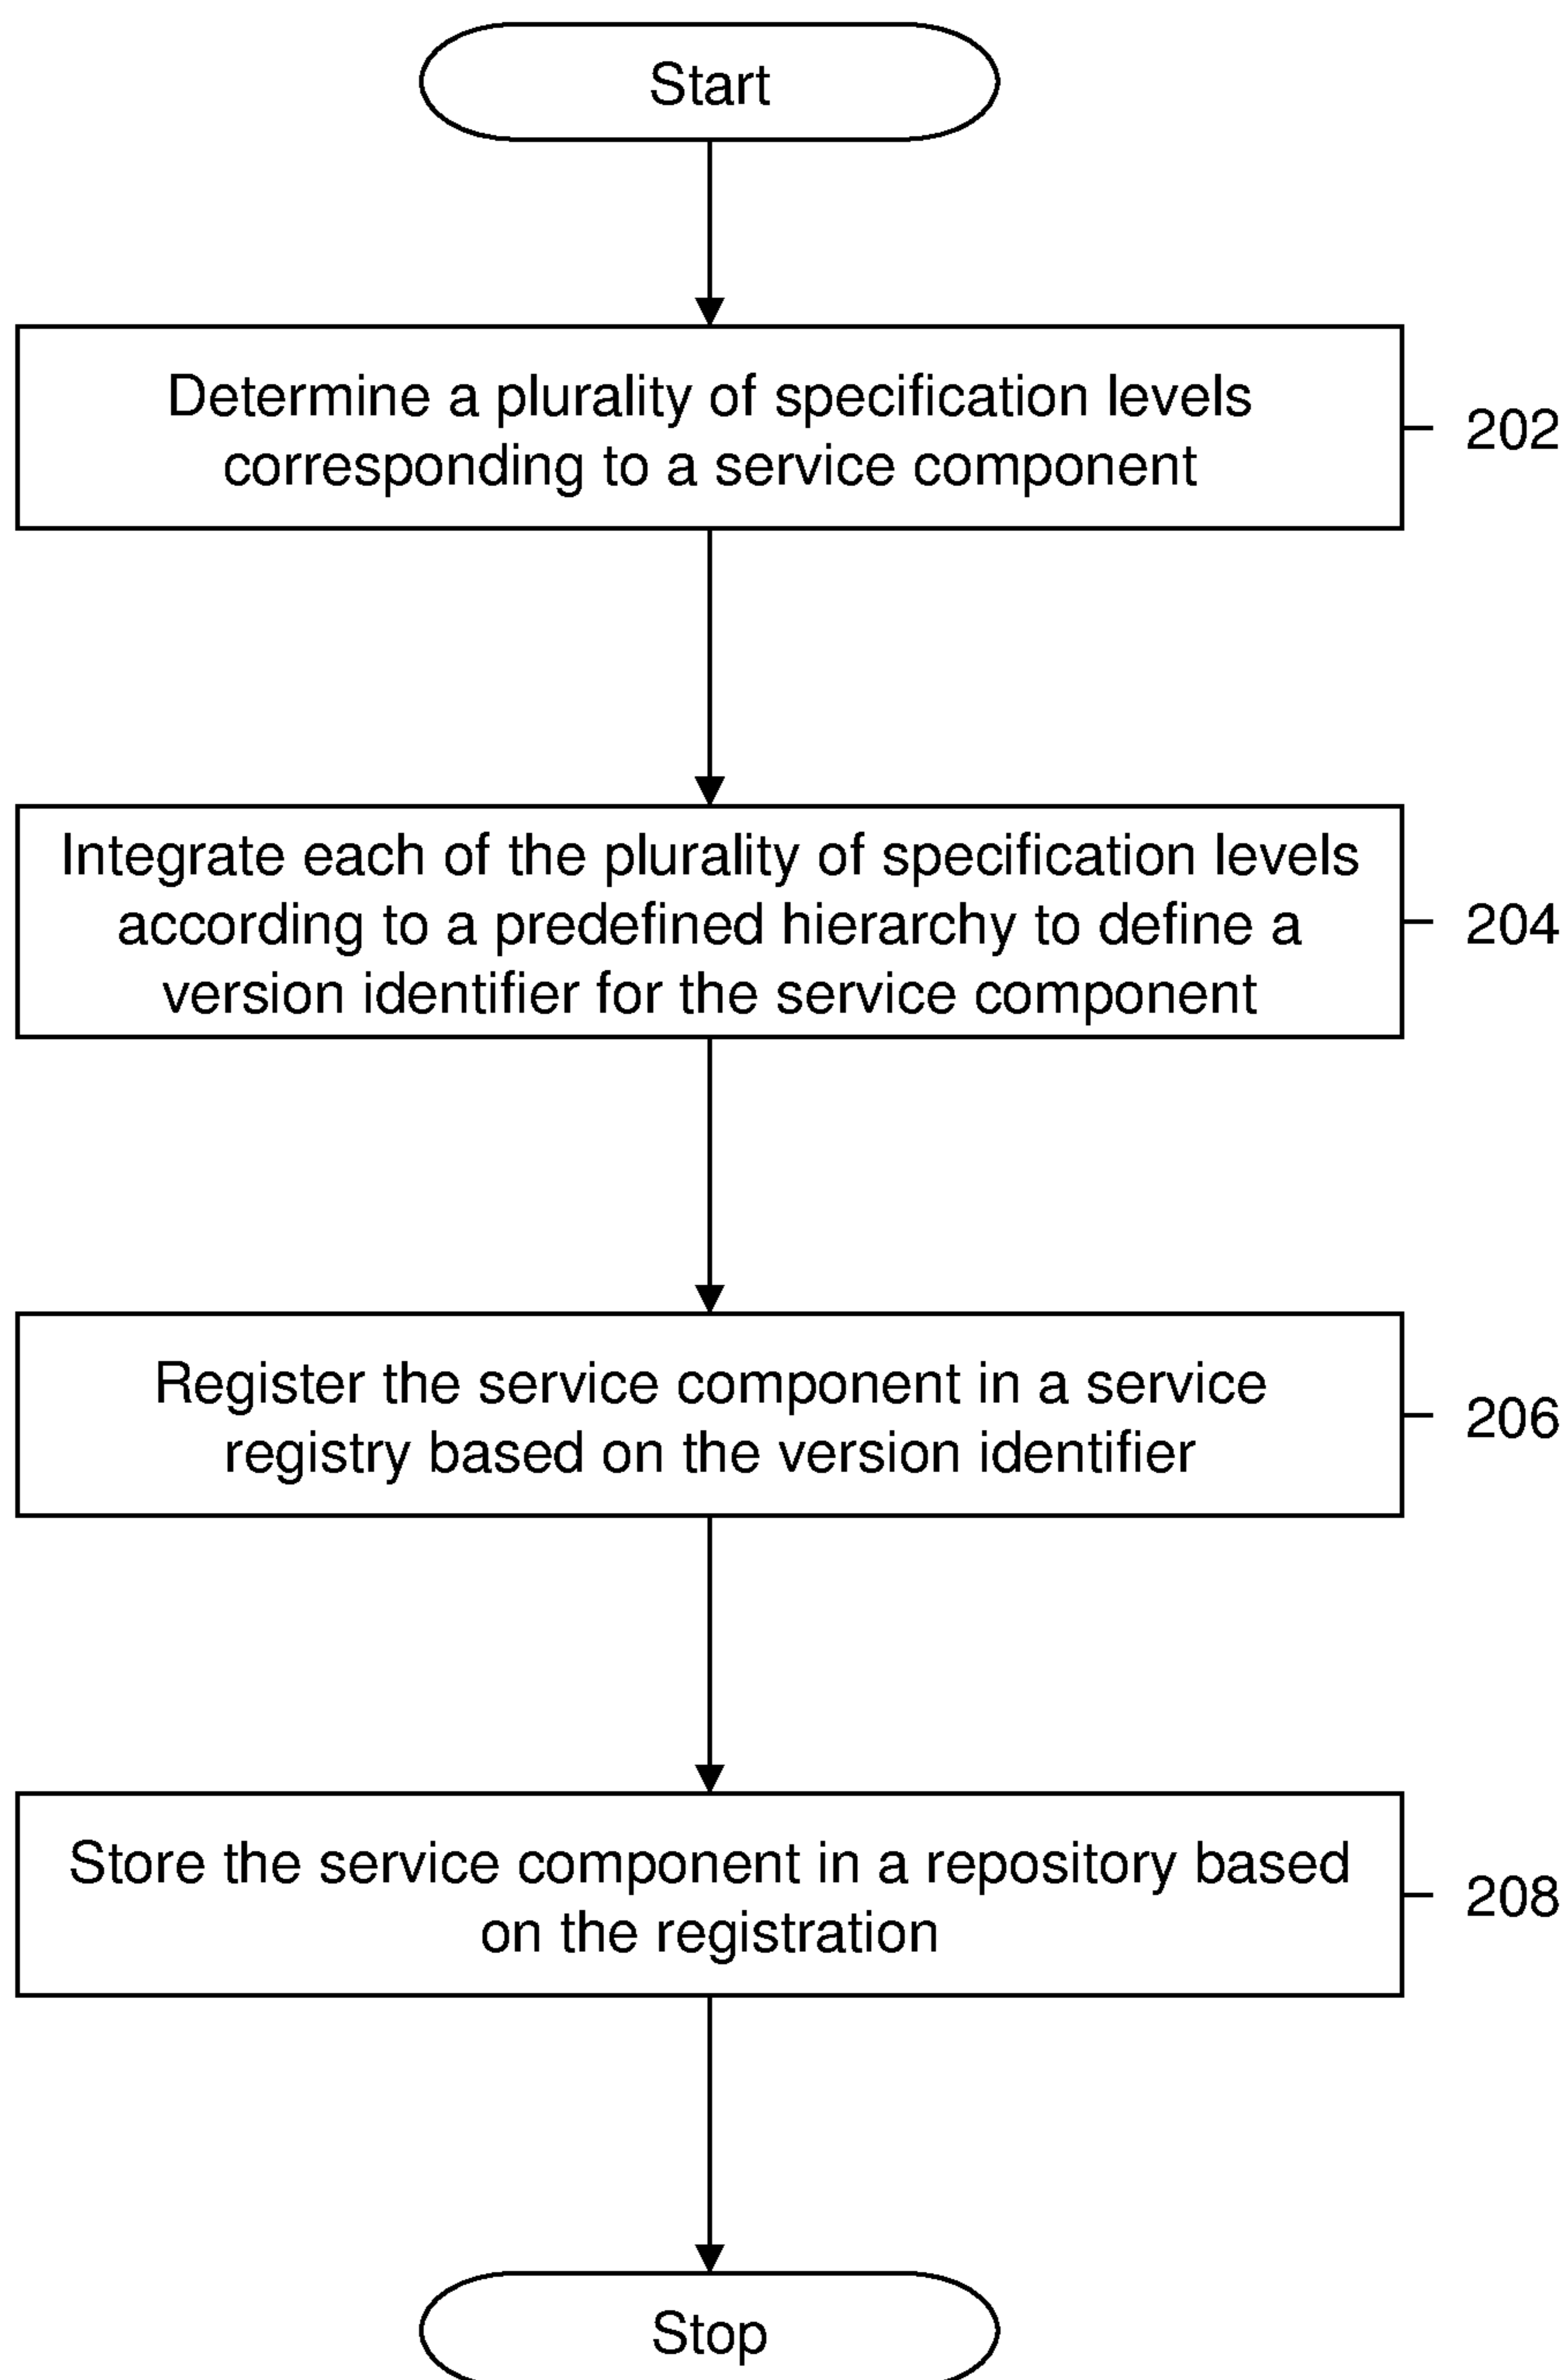 Start
Determine a plurality of specification levels
corresponding to a service component
202
Integrate each of the plurality of specification levels
according to a predefined hierarchy to define a
version identifier for the service component
204
Register the service component in a service
registry based on the version identifier
206
Store the service component in a repository based
on the registration
208
Stop